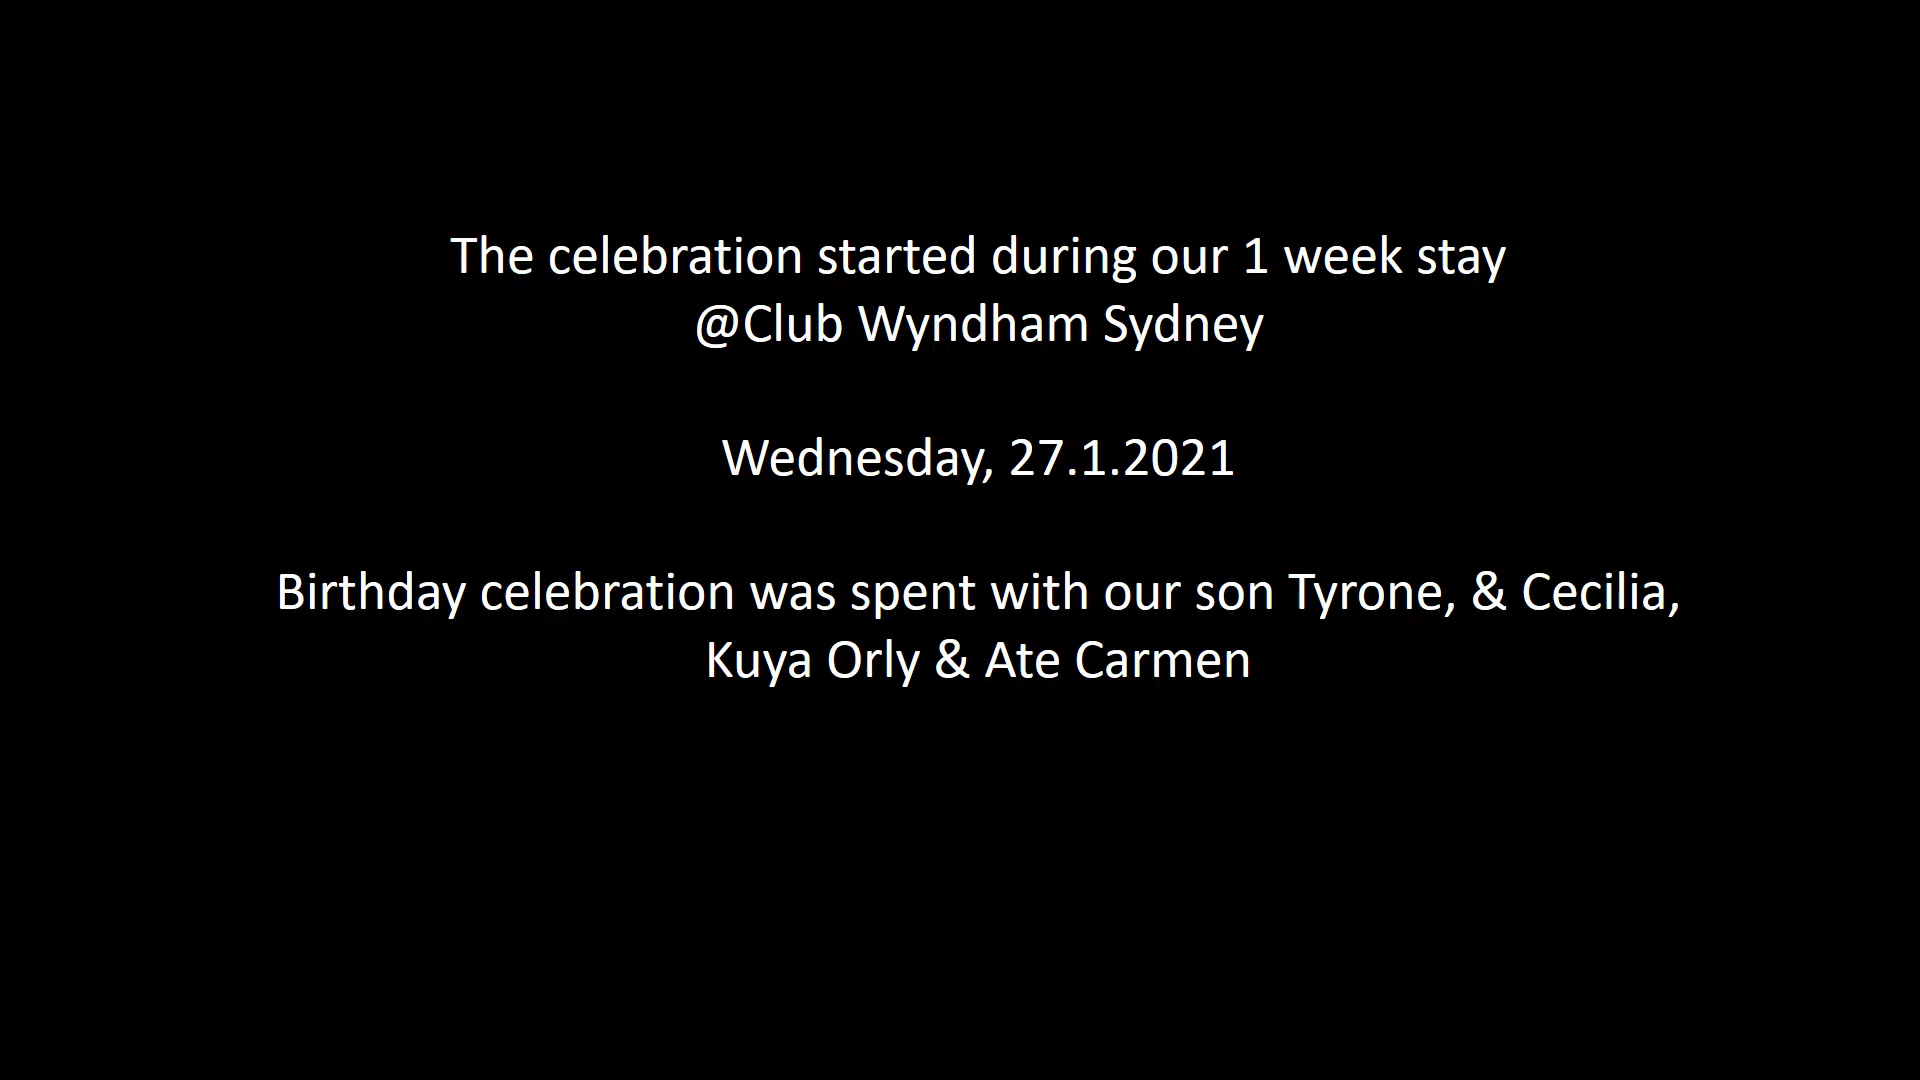 The celebration started during our 1 week stay
@Club Wyndham Sydney
Wednesday, 27.1.2021
Birthday celebration was spent with our son Tyrone, & Cecilia,
Kuya Orly & Ate Carmen